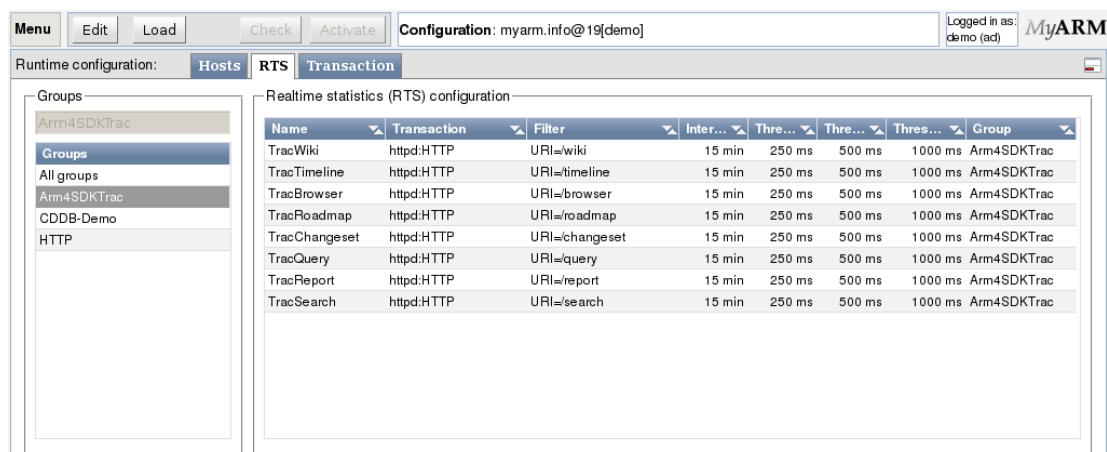 Menu Edit Load Check Activate Configuration: myarm.info@19[demo] Logged in as: demo (ad) MyARM
Runtime configuration: Hosts RTS Transaction
Groups
Arm4SDKTrac
Groups
All groups
Arm4SDKTrac
CDDB-Demo
HTTP
Realtime statistics (RTS) configuration
Name Transaction Filter Inter... Thre... Thre... Thres... Group
TracWiki httpd:HTTP URI=/wiki 15 min 250 ms 500 ms 1000 ms Arm4SDKTrac
TracTimeline httpd:HTTP URI=/timeline 15 min 250 ms 500 ms 1000 ms Arm4SDKTrac
TracBrowser httpd:HTTP URI=/browser 15 min 250 ms 500 ms 1000 ms Arm4SDKTrac
TracRoadmap httpd:HTTP URI=/roadmap 15 min 250 ms 500 ms 1000 ms Arm4SDKTrac
TracChangeset httpd:HTTP URI=/changeset 15 min 250 ms 500 ms 1000 ms Arm4SDKTrac
TracQuery httpd:HTTP URI=/query 15 min 250 ms 500 ms 1000 ms Arm4SDKTrac
TracReport httpd:HTTP URI=/report 15 min 250 ms 500 ms 1000 ms Arm4SDKTrac
TracSearch httpd:HTTP URI=/search 15 min 250 ms 500 ms 1000 ms Arm4SDKTrac